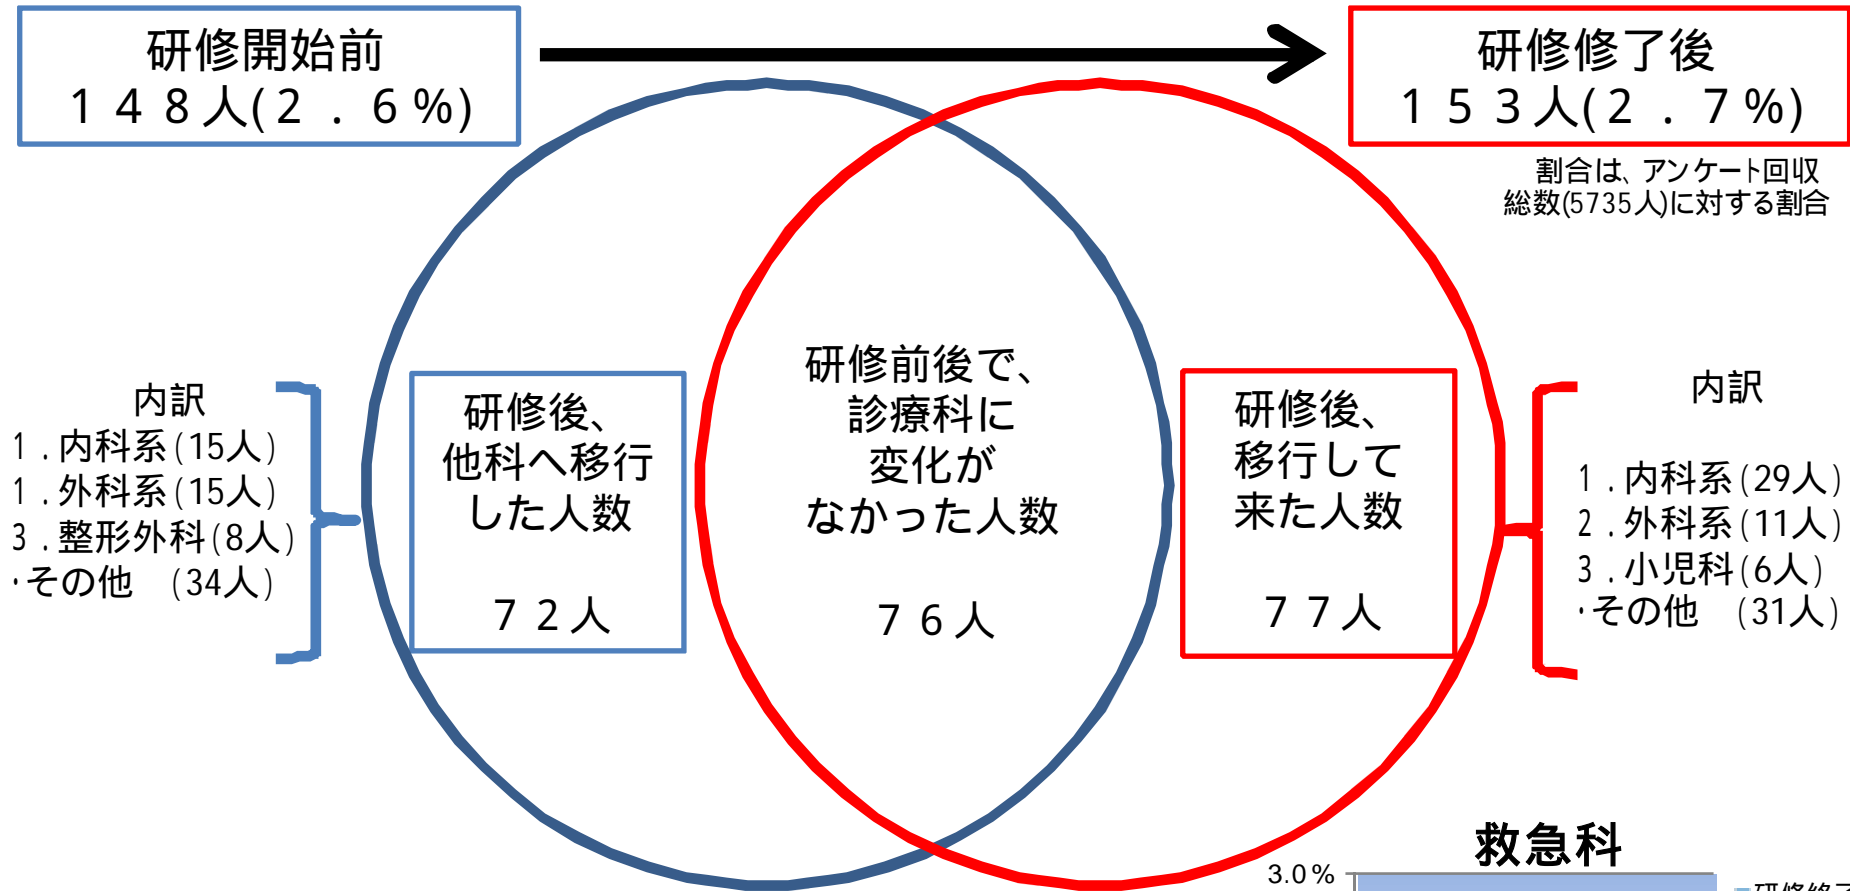 研修開始前
148人(2.6%)
研修修了後
153人(2.7%)
割合は、アンケート回収
総数(5735人)に対する割合
内訳
1.内科系(15人)
1.外科系(15人)
3.整形外科(8人)
・その他　(34人)
研修後、
他科へ移行
した人数
72人
研修前後で、
診療科に
変化が
なかった人数
76人
研修後、
移行して
来た人数
77人
内訳
1.内科系(29人)
2.外科系(11人)
3.小児科(6人)
・その他　(31人)
救急科
3.0%